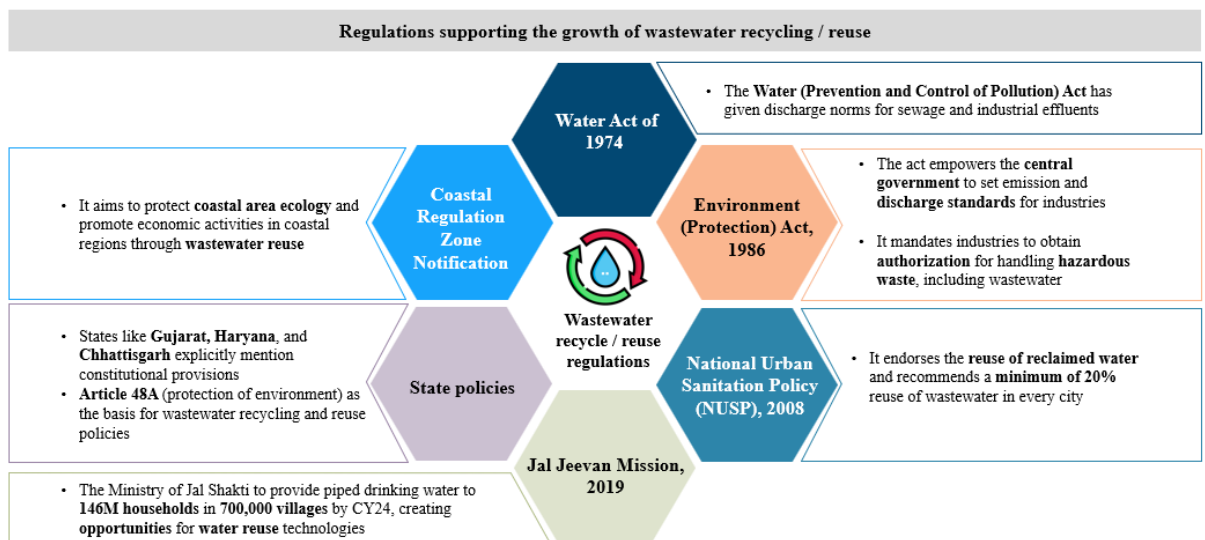 Regulations supporting the growth of wastewater recycling / reuse
Water Act of
1974
• The Water (Prevention and Control of Pollution) Act has
given discharge norms for sewage and industrial effluents
Coastal
Regulation
Zone
Notification
• It aims to protect coastal area ecology and
promote economic activities in coastal
regions through wastewater reuse
Environment
(Protection) Act,
1986
• The act empowers the central
government to set emission and
discharge standards for industries
• It mandates industries to obtain
authorization for handling hazardous
waste, including wastewater
Wastewater
recycle / reuse
regulations
State policies
• States like Gujarat, Haryana, and
Chhattisgarh explicitly mention
constitutional provisions
• Article 48A (protection of environment) as
the basis for wastewater recycling and reuse
policies
National Urban
Sanitation Policy
(NUSP), 2008
• It endorses the reuse of reclaimed water
and recommends a minimum of 20%
reuse of wastewater in every city
Jal Jeevan Mission,
2019
• The Ministry of Jal Shakti to provide piped drinking water to
146M households in 700,000 villages by CY24, creating
opportunities for water reuse technologies